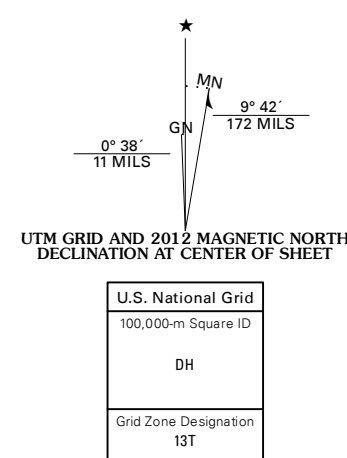 ★
MN
GN
9° 42´
172 MILS
0° 38´
11 MILS
UTM GRID AND 2012 MAGNETIC NORTH
DECLINATION AT CENTER OF SHEET
U.S. National Grid
100,000-m Square ID
DH
Grid Zone Designation
13T